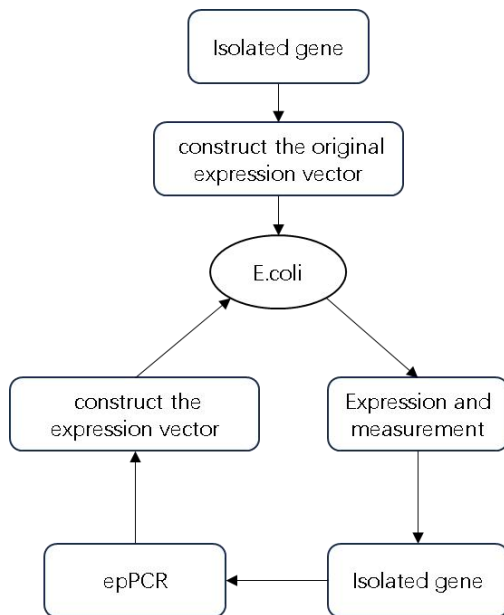 Isolated gene
construct the original
expression vector
E.coli
construct the
expression vector
Expression and
measurement
epPCR
Isolated gene